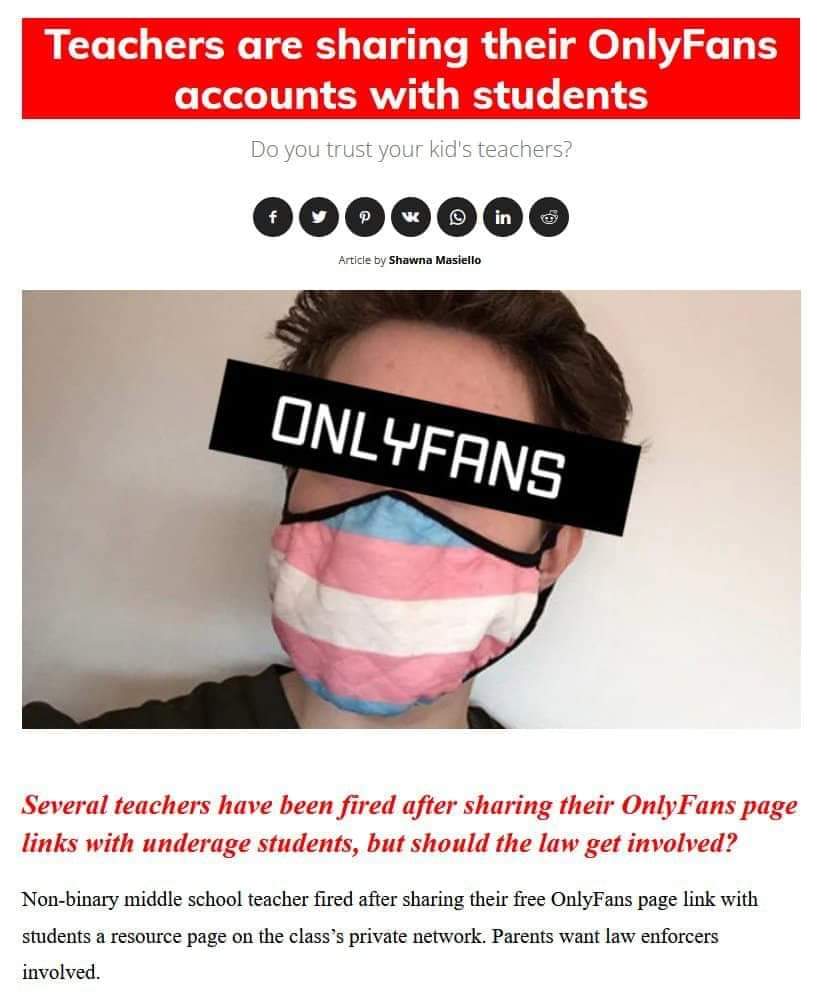 Teachers are sharing their OnlyFans
accounts with students
Do you trust your kid's teachers?
Article by Shawna Masiello
ONLYFANS
Several teachers have been fired after sharing their OnlyFans page
links with underage students, but should the law get involved?
Non-binary middle school teacher fired after sharing their free OnlyFans page link with
students a resource page on the class’s private network. Parents want law enforcers
involved.